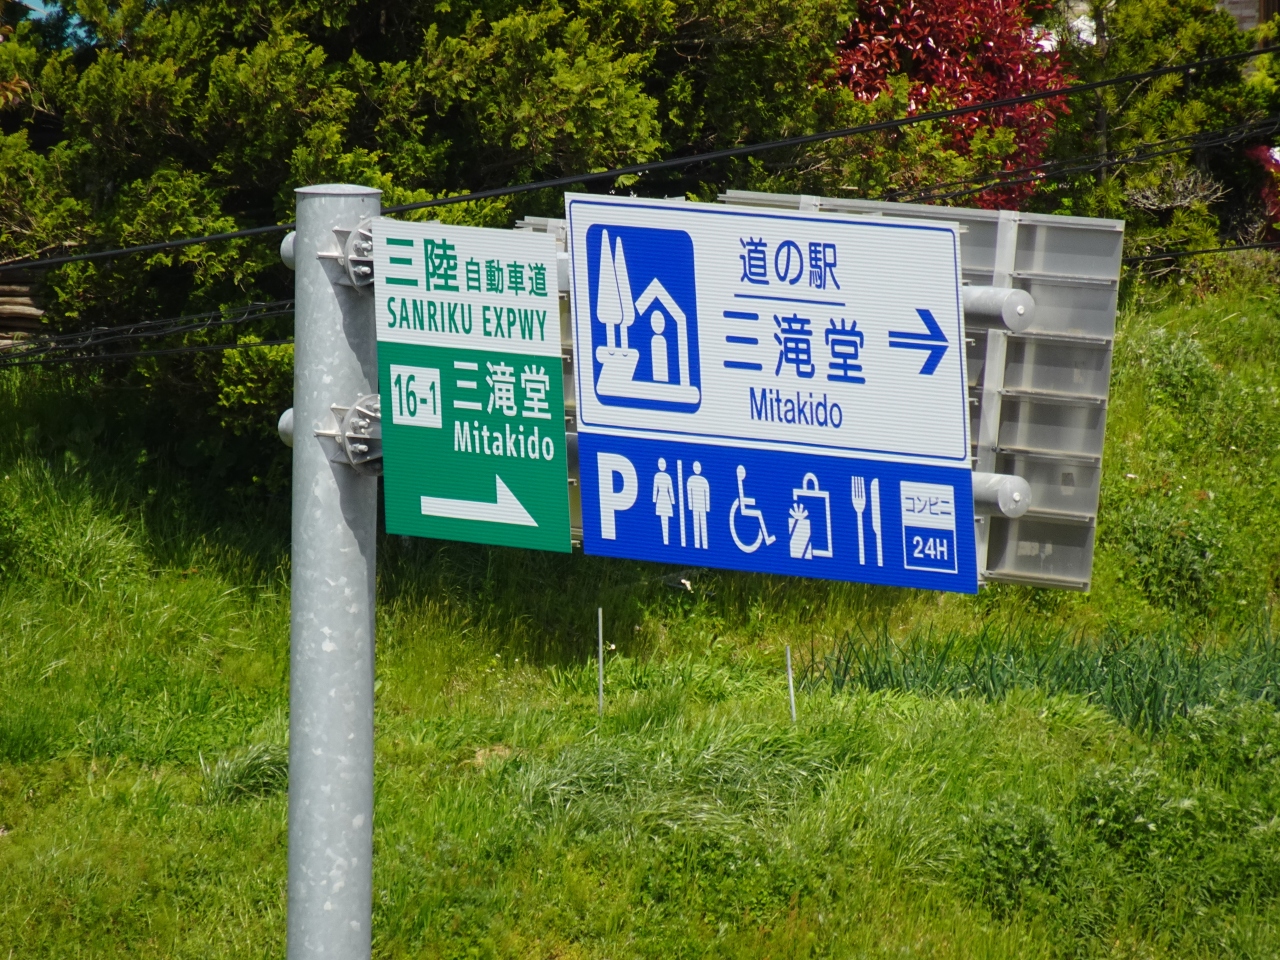 三陸自動車道
SANRIKU EXPWY
16-1 三滝堂
Mitakido
道の駅
三滝堂
Mitakido
P
コンビニ
24H